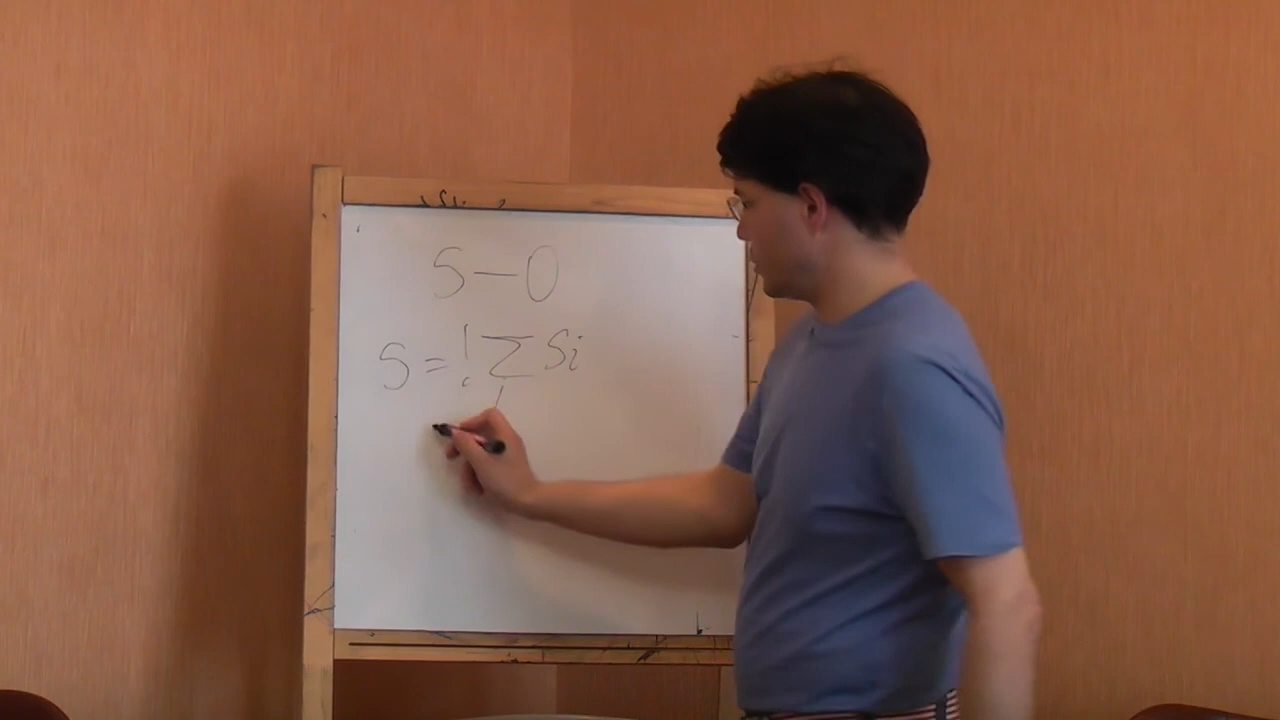 S — O
S = ! Σ Si
i